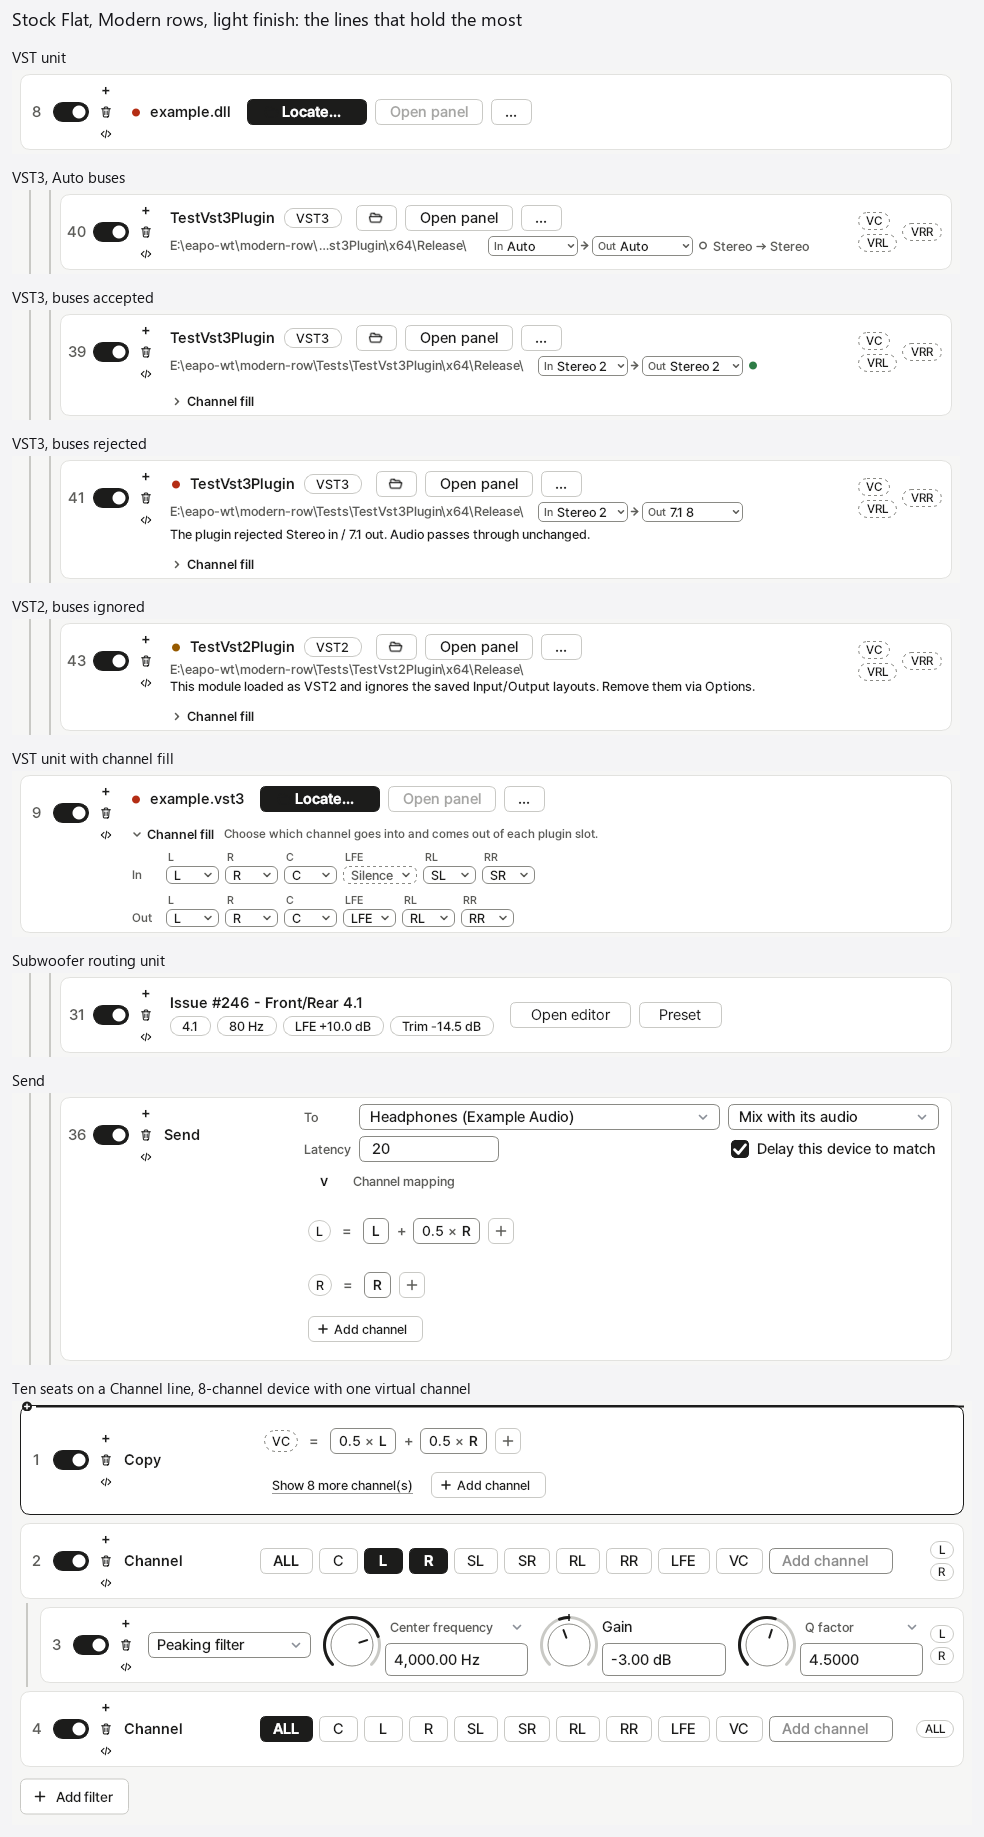 Stock Flat, Modern rows, light finish: the lines that hold the most
VST unit
8 example.dll Locate... Open panel ...
VST3, Auto buses
40 TestVst3Plugin VST3 Open panel ... VC VRL VRR
E:\eapo-wt\modern-row\...st3Plugin\x64\Release\ In Auto → Out Auto Stereo → Stereo
VST3, buses accepted
39 TestVst3Plugin VST3 Open panel ... VC VRL VRR
E:\eapo-wt\modern-row\Tests\TestVst3Plugin\x64\Release\ In Stereo 2 → Out Stereo 2
Channel fill
VST3, buses rejected
41 TestVst3Plugin VST3 Open panel ... VC VRL VRR
E:\eapo-wt\modern-row\Tests\TestVst3Plugin\x64\Release\ In Stereo 2 → Out 7.1 8
The plugin rejected Stereo in / 7.1 out. Audio passes through unchanged.
Channel fill
VST2, buses ignored
43 TestVst2Plugin VST2 Open panel ... VC VRL VRR
E:\eapo-wt\modern-row\Tests\TestVst2Plugin\x64\Release\
This module loaded as VST2 and ignores the saved Input/Output layouts. Remove them via Options.
Channel fill
VST unit with channel fill
9 example.vst3 Locate... Open panel ...
Channel fill Choose which channel goes into and comes out of each plugin slot.
L R C LFE RL RR
In L R C Silence SL SR
L R C LFE RL RR
Out L R C LFE RL RR
Subwoofer routing unit
31 Issue #246 - Front/Rear 4.1 Open editor Preset
4.1 80 Hz LFE +10.0 dB Trim -14.5 dB
Send
36 Send To Headphones (Example Audio) Mix with its audio
Latency 20 Delay this device to match
v Channel mapping
L = L + 0.5 × R +
R = R +
+ Add channel
Ten seats on a Channel line, 8-channel device with one virtual channel
1 Copy VC = 0.5 × L + 0.5 × R +
Show 8 more channel(s) + Add channel
2 Channel ALL C L R SL SR RL RR LFE VC Add channel L R
3 Peaking filter Center frequency 4,000.00 Hz Gain -3.00 dB Q factor 4.5000 L R
4 Channel ALL C L R SL SR RL RR LFE VC Add channel ALL
+ Add filter